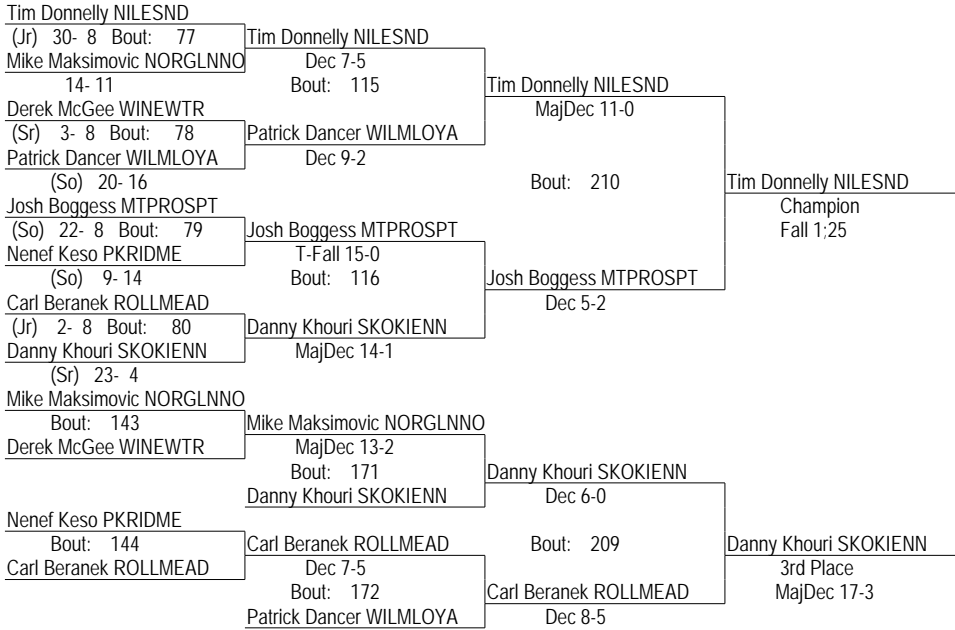 Tim Donnelly NILESND
(Jr) 30- 8 Bout: 77 Tim Donnelly NILESND
Mike Maksimovic NORGLNNO Dec 7-5
14- 11 Bout: 115 Tim Donnelly NILESND
Derek McGee WINEWTR MajDec 11-0
(Sr) 3- 8 Bout: 78 Patrick Dancer WILMLOYA
Patrick Dancer WILMLOYA Dec 9-2
(So) 20- 16 Bout: 210 Tim Donnelly NILESND
Josh Boggess MTPROSPT Champion
(So) 22- 8 Bout: 79 Josh Boggess MTPROSPT Fall 1;25
Nenef Keso PKRIDME T-Fall 15-0
(So) 9- 14 Bout: 116 Josh Boggess MTPROSPT
Carl Beranek ROLLMEAD Dec 5-2
(Jr) 2- 8 Bout: 80 Danny Khouri SKOKIENN
Danny Khouri SKOKIENN MajDec 14-1
(Sr) 23- 4
Mike Maksimovic NORGLNNO
Bout: 143 Mike Maksimovic NORGLNNO
Derek McGee WINEWTR MajDec 13-2
Bout: 171 Danny Khouri SKOKIENN
Danny Khouri SKOKIENN Dec 6-0
Nenef Keso PKRIDME
Bout: 144 Carl Beranek ROLLMEAD Bout: 209 Danny Khouri SKOKIENN
Carl Beranek ROLLMEAD Dec 7-5 3rd Place
Bout: 172 Carl Beranek ROLLMEAD MajDec 17-3
Patrick Dancer WILMLOYA Dec 8-5